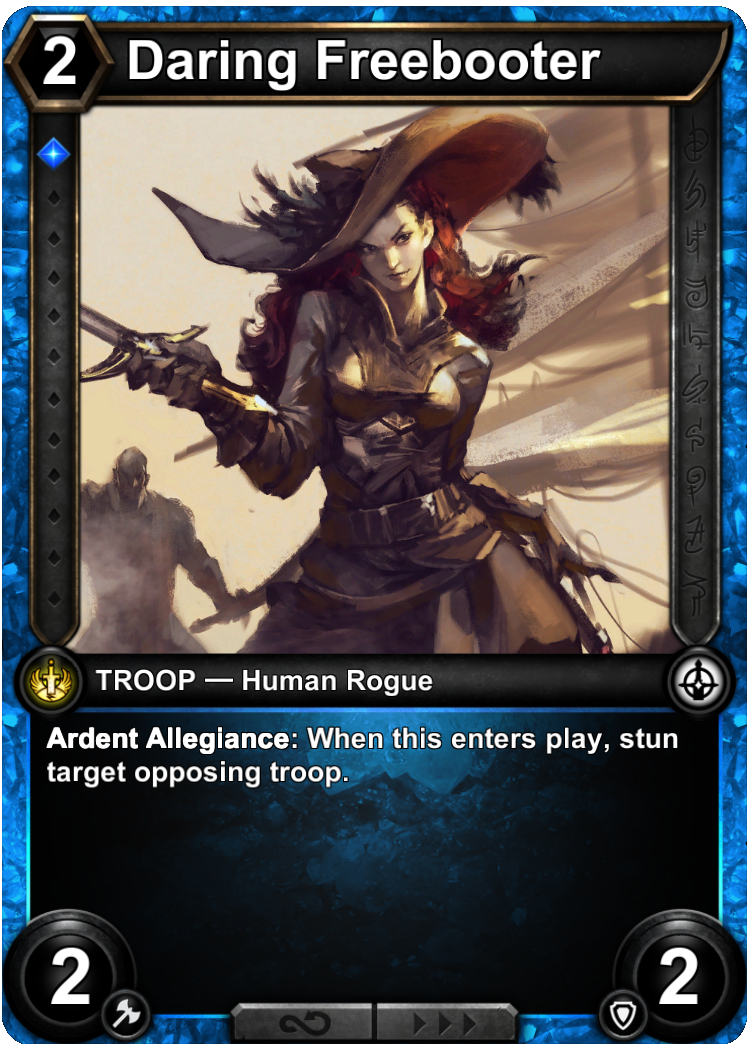 2 Daring Freebooter
TROOP — Human Rogue
Ardent Allegiance: When this enters play, stun
target opposing troop.
2 2